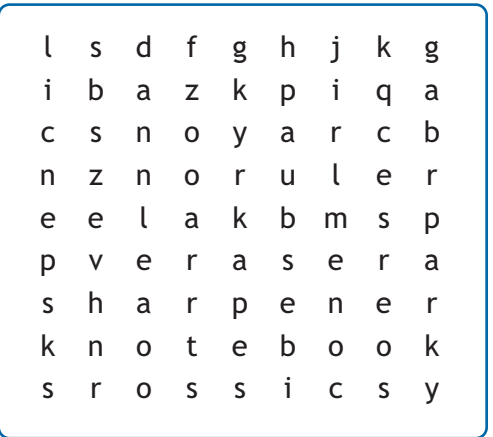 l s d f g h j k g
i b a z k p i q a
c s n o y a r c b
n z n o r u l e r
e e l a k b m s p
p v e r a s e r a
s h a r p e n e r
k n o t e b o o k
s r o s s i c s y